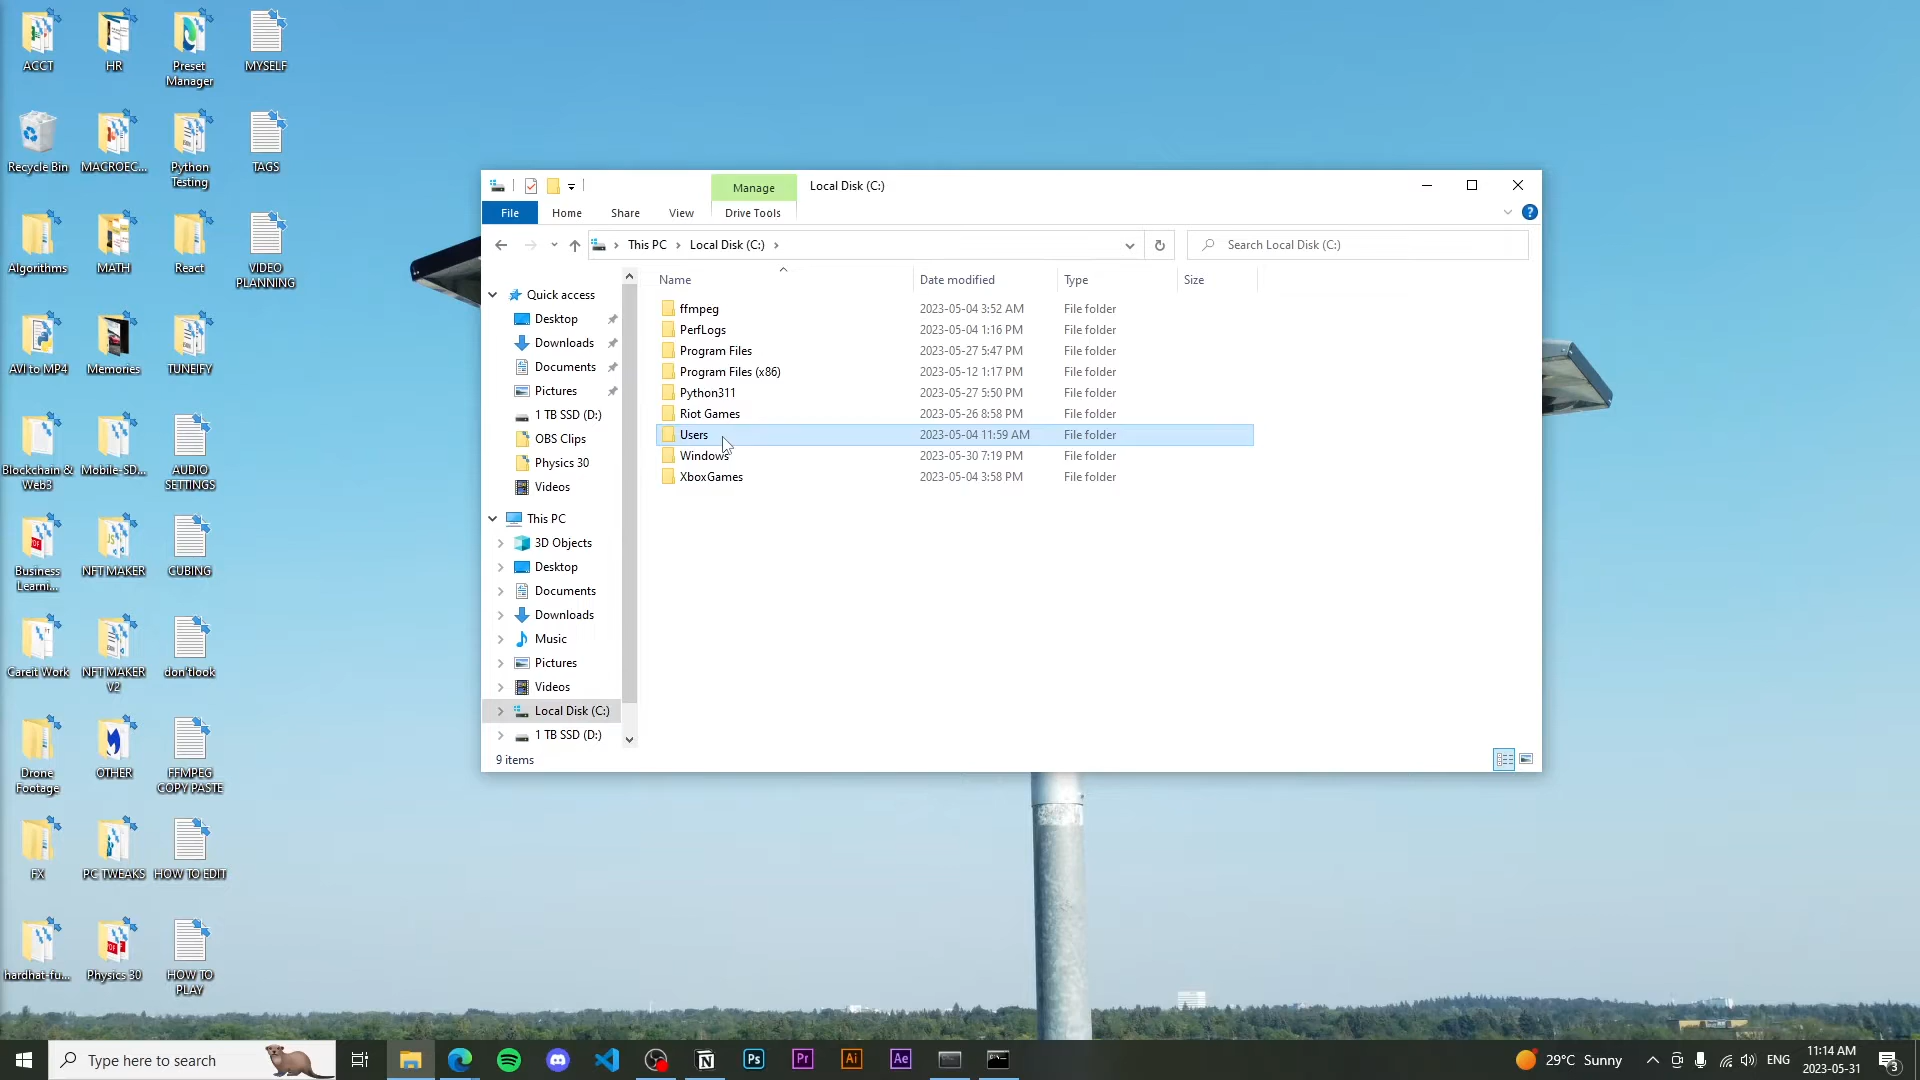 ACCT
HR
Preset
Manager
MYSELF
Recycle Bin
MACROEC...
Python
Testing
TAGS
Algorithms
MATH
React
VIDEO
PLANNING
AVI to MP4
Memories
TUNEIFY
Blockchain &
Web3
Mobile-SD...
AUDIO
SETTINGS
Business
Learni...
NFT MAKER
CUBING
Careit Work
NFT MAKER
V2
don'tlook
Drone
Footage
OTHER
FFMPEG
COPY PASTE
FX
PC TWEAKS
HOW TO EDIT
hardhat-fu...
Physics 30
HOW TO
PLAY
Manage
Local Disk (C:)
File
Home
Share
View
Drive Tools
This PC
Local Disk (C:)
Search Local Disk (C:)
Name
Date modified
Type
Size
Quick access
Desktop
Downloads
Documents
Pictures
1 TB SSD (D:)
OBS Clips
Physics 30
Videos
This PC
3D Objects
Desktop
Documents
Downloads
Music
Pictures
Videos
Local Disk (C:)
1 TB SSD (D:)
ffmpeg 2023-05-04 3:52 AM File folder
PerfLogs 2023-05-04 1:16 PM File folder
Program Files 2023-05-27 5:47 PM File folder
Program Files (x86) 2023-05-12 1:17 PM File folder
Python311 2023-05-27 5:50 PM File folder
Riot Games 2023-05-26 8:58 PM File folder
Users 2023-05-04 11:59 AM File folder
Windows 2023-05-30 7:19 PM File folder
XboxGames 2023-05-04 3:58 PM File folder
9 items
Type here to search
Ps
Pr
Ai
Ae
29°C Sunny
ENG
11:14 AM
2023-05-31
3